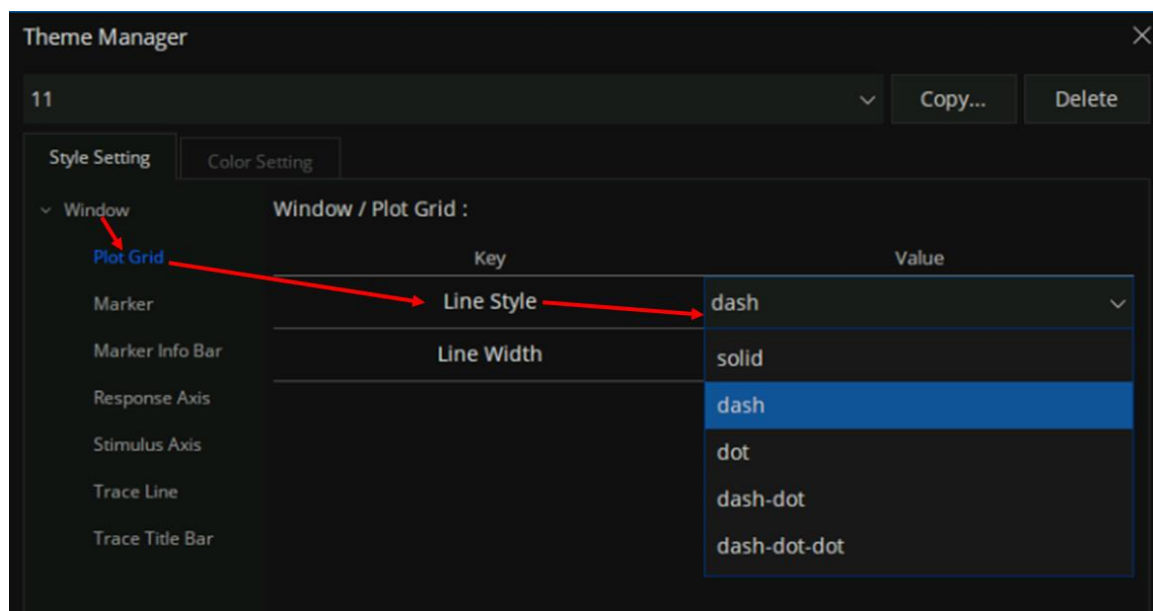 Theme Manager
11
Copy...
Delete
Style Setting
Color Setting
Window
Window / Plot Grid :
Plot Grid
Key
Value
Marker
Line Style
dash
Marker Info Bar
Line Width
solid
Response Axis
dash
Stimulus Axis
dot
Trace Line
dash-dot
Trace Title Bar
dash-dot-dot